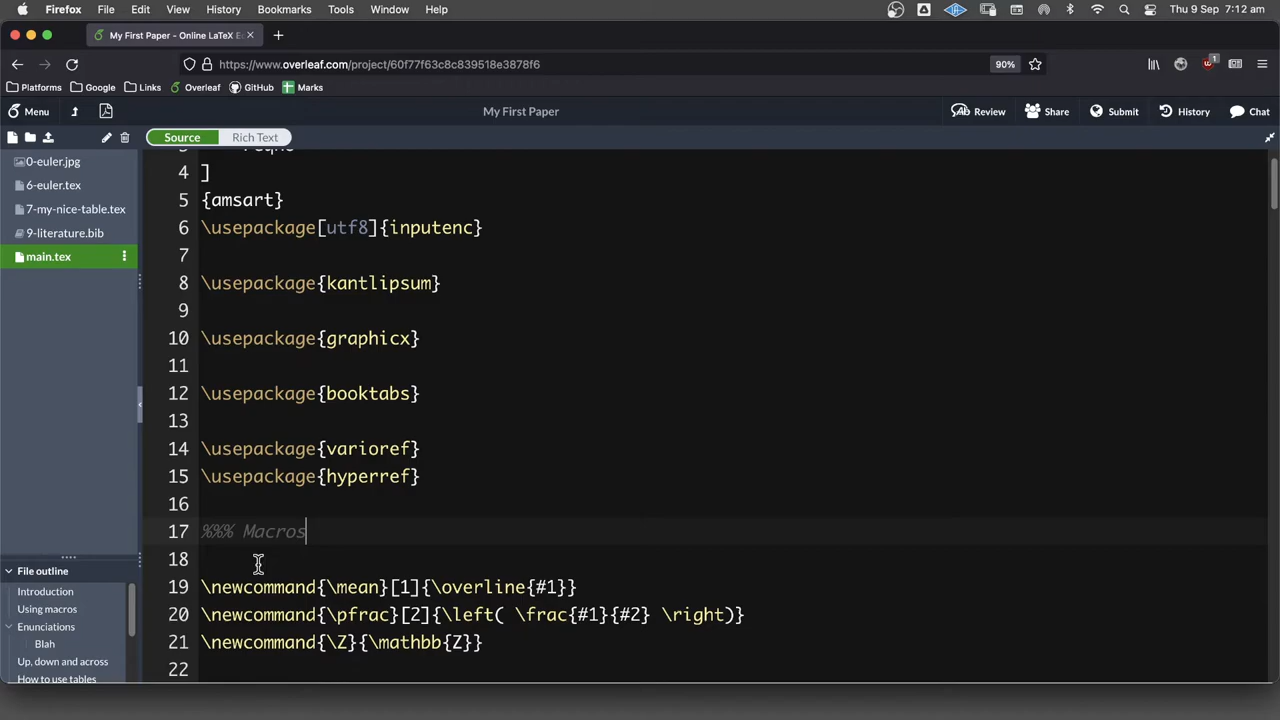 Firefox File Edit View History Bookmarks Tools Window Help Thu 9 Sep 7:12 am
My First Paper - Online LaTeX E
https://www.overleaf.com/project/60f77f63c8c839518e3878f6 90% 1
Platforms Google Links Overleaf GitHub Marks
Menu My First Paper Review Share Submit History Chat
Source Rich Text
0-euler.jpg
6-euler.tex
7-my-nice-table.tex
9-literature.bib
main.tex
4 ]
5 {amsart}
6 \usepackage[utf8]{inputenc}
7
8 \usepackage{kantlipsum}
9
10 \usepackage{graphicx}
11
12 \usepackage{booktabs}
13
14 \usepackage{varioref}
15 \usepackage{hyperref}
16
17 %%% Macros
18
19 \newcommand{\mean}[1]{\overline{#1}}
20 \newcommand{\pfrac}[2]{\left( \frac{#1}{#2} \right)}
21 \newcommand{\Z}{\mathbb{Z}}
22
File outline
Introduction
Using macros
Enunciations
Blah
Up, down and across
How to use tables